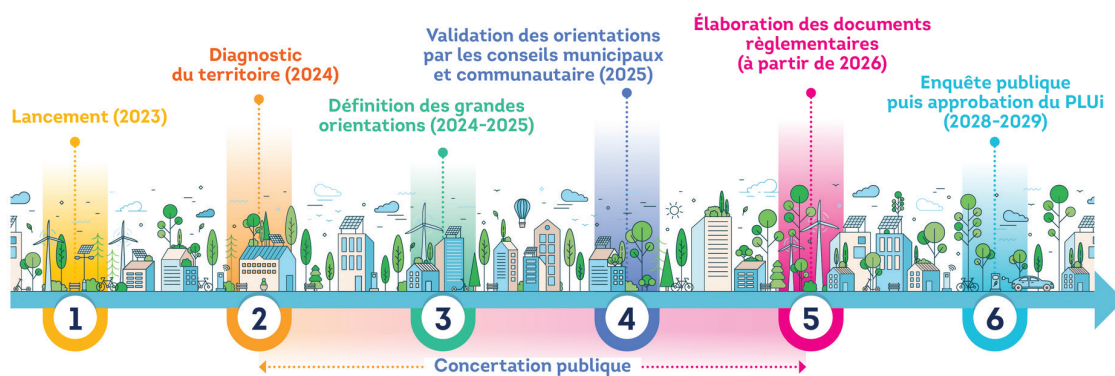 Lancement (2023)
Diagnostic
du territoire (2024)
Définition des grandes
orientations (2024-2025)
Validation des orientations
par les conseils municipaux
et communautaire (2025)
Élaboration des documents
règlementaires
(à partir de 2026)
Enquête publique
puis approbation du PLUi
(2028-2029)
1
2
3
4
5
6
Concertation publique